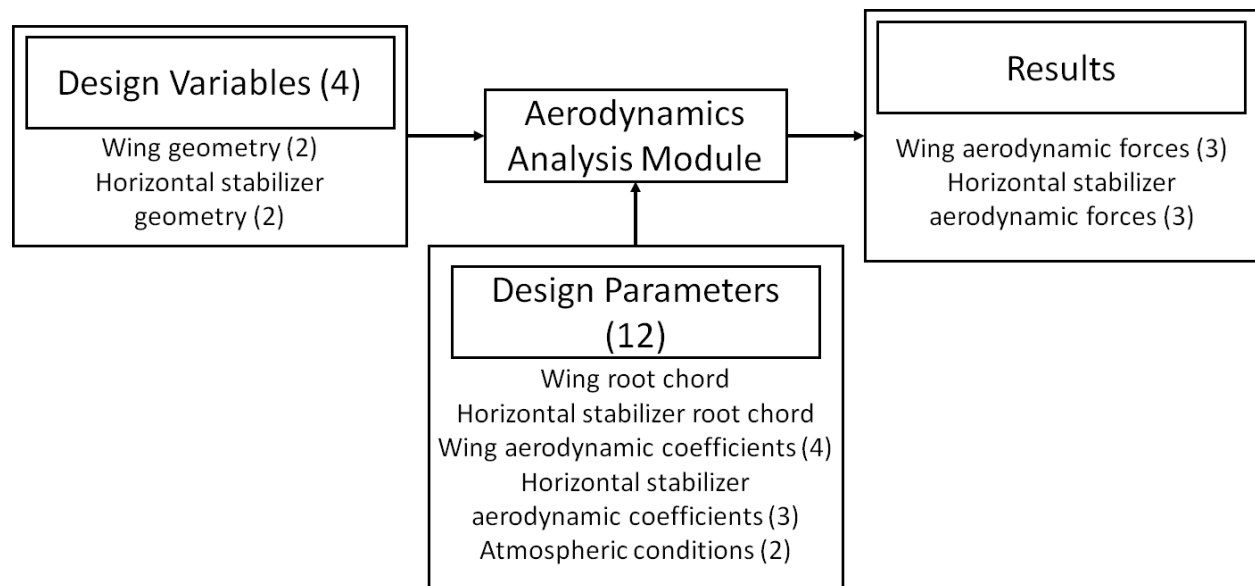 Design Variables (4)
Wing geometry (2)
Horizontal stabilizer
geometry (2)
Aerodynamics
Analysis Module
Results
Wing aerodynamic forces (3)
Horizontal stabilizer
aerodynamic forces (3)
Design Parameters
(12)
Wing root chord
Horizontal stabilizer root chord
Wing aerodynamic coefficients (4)
Horizontal stabilizer
aerodynamic coefficients (3)
Atmospheric conditions (2)